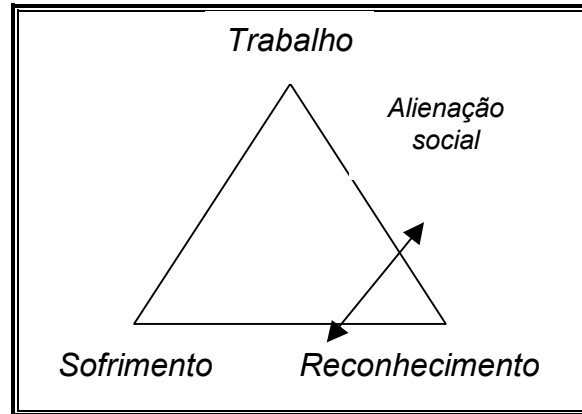 Trabalho
Alienação
social
Sofrimento
Reconhecimento